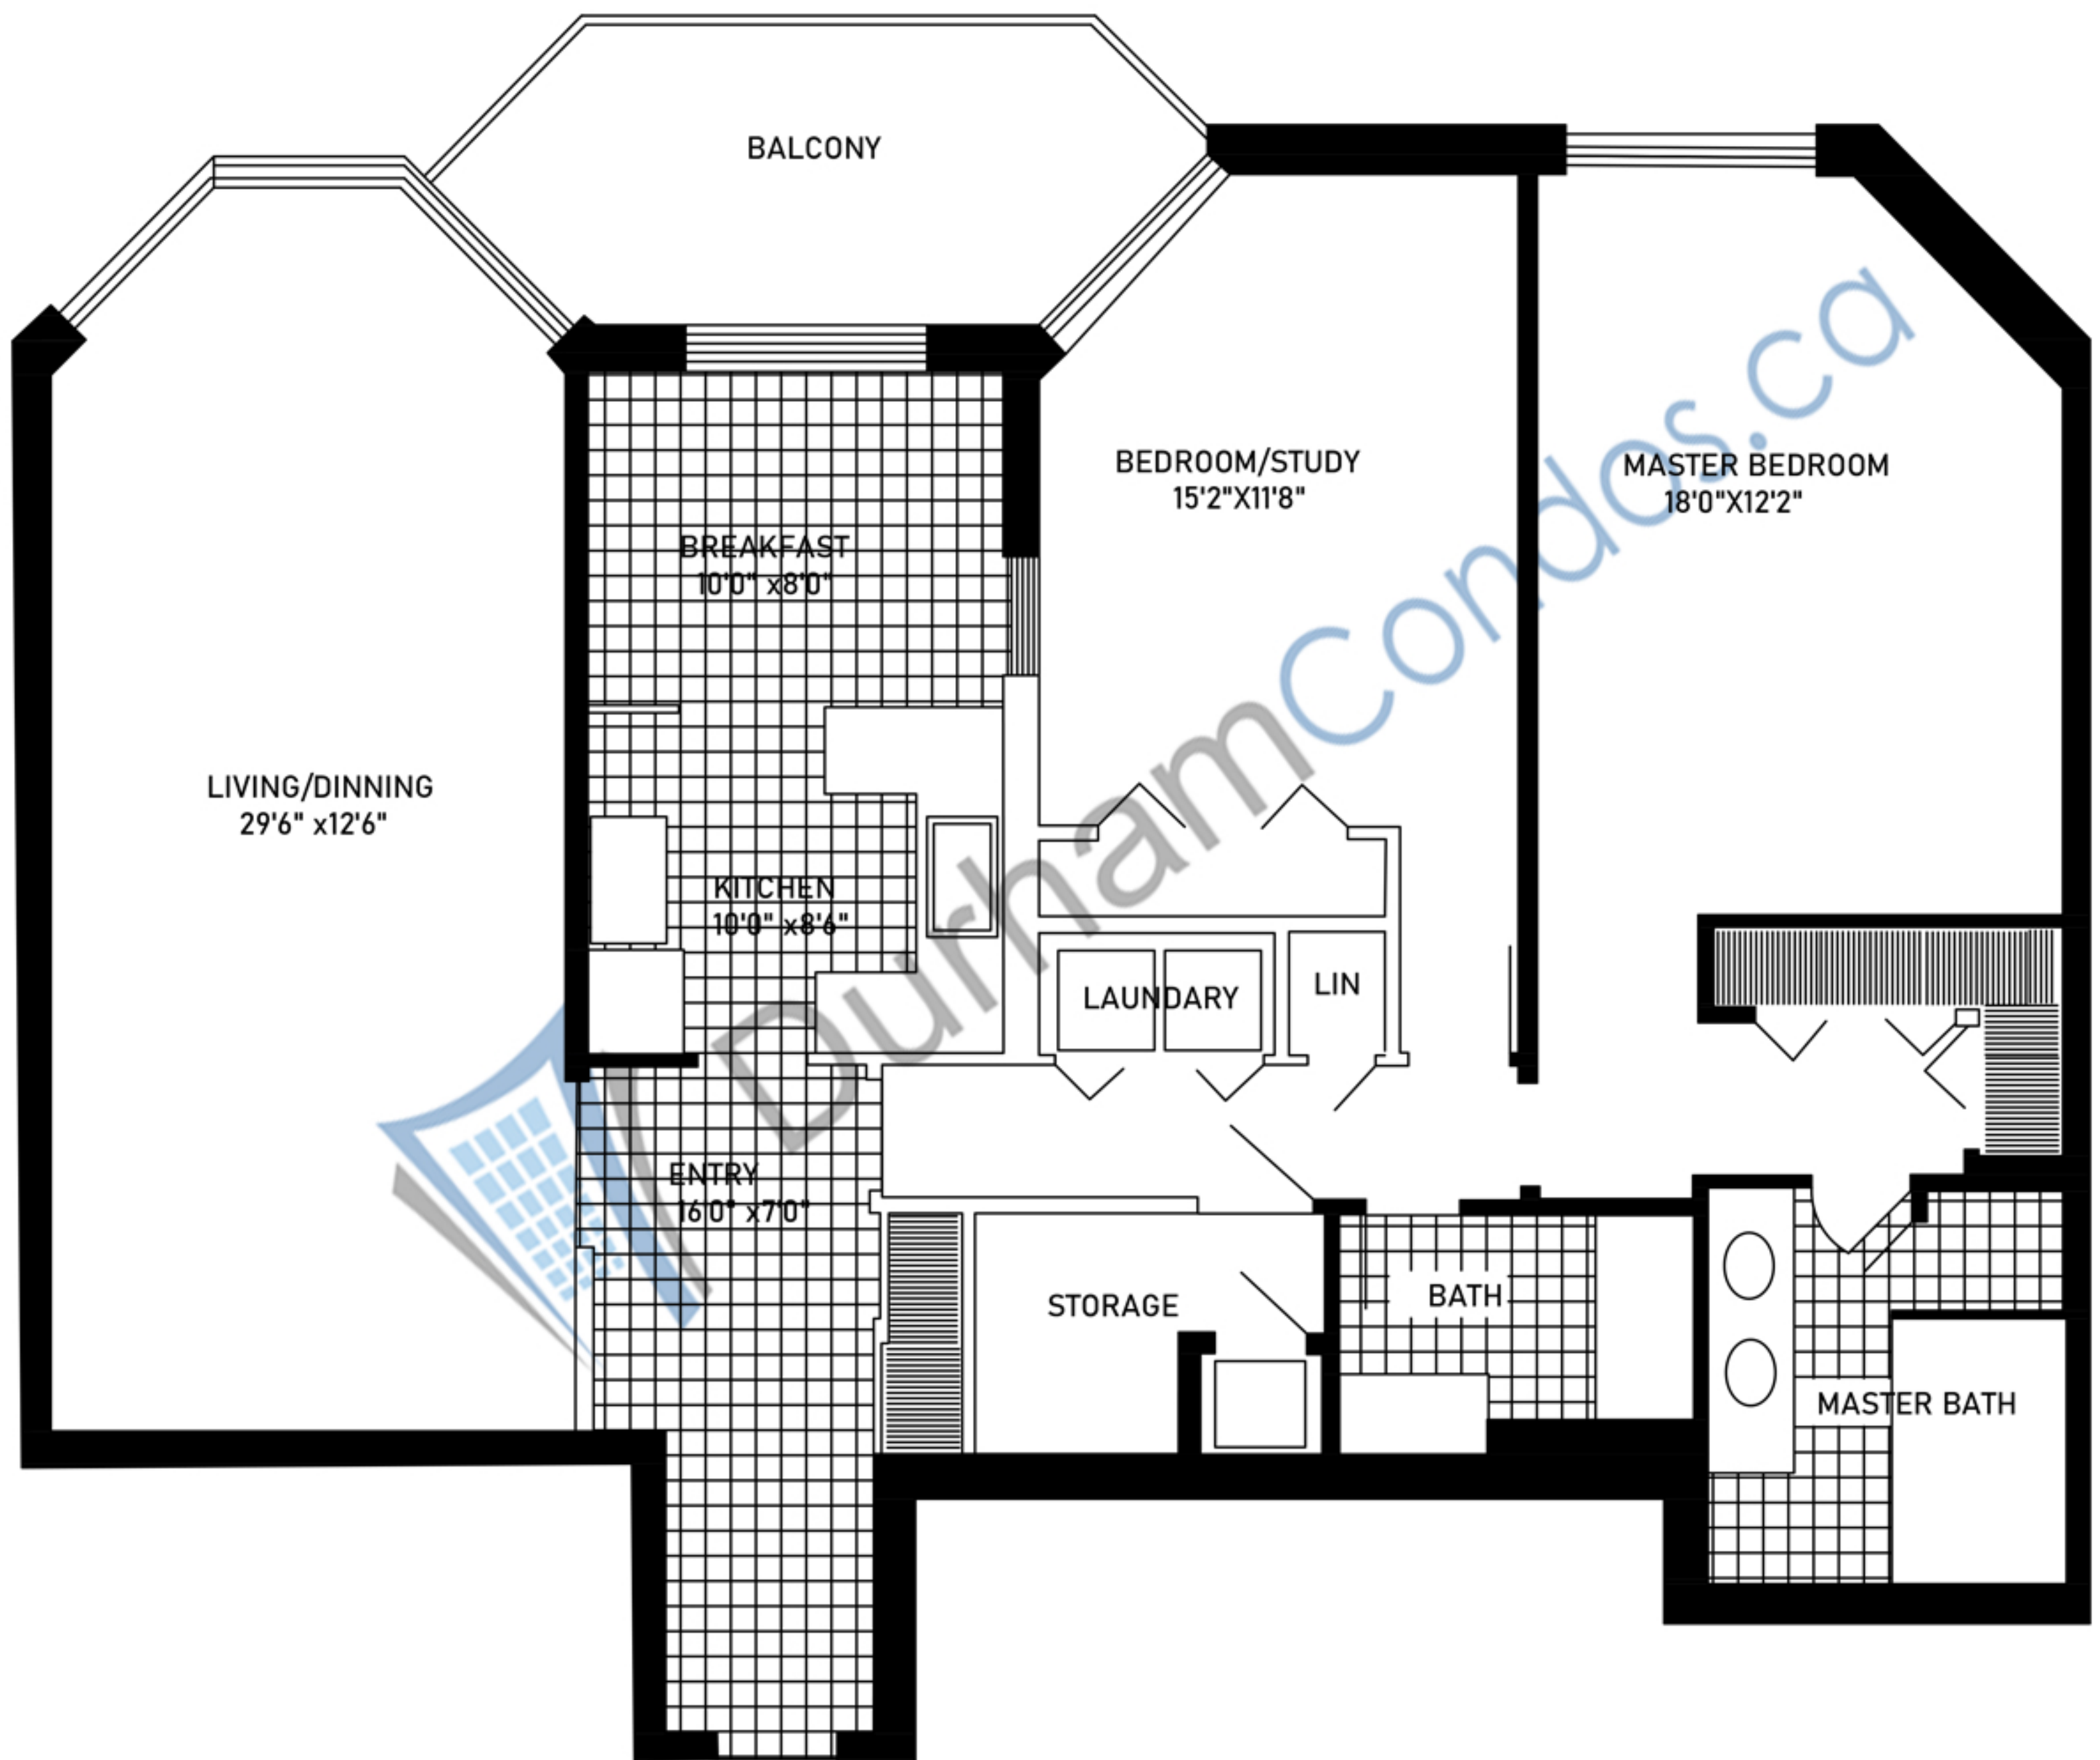 BALCONY
BEDROOM/STUDY
15'2"X11'8"
MASTER BEDROOM
18'0"X12'2"
BREAKFAST
10'0" x8'0"
LIVING/DINNING
29'6" x12'6"
KITCHEN
10'0" x8'6"
LAUNDARY
LIN
ENTRY
16'0" x7'0"
STORAGE
BATH
MASTER BATH
DurhamCondos.ca